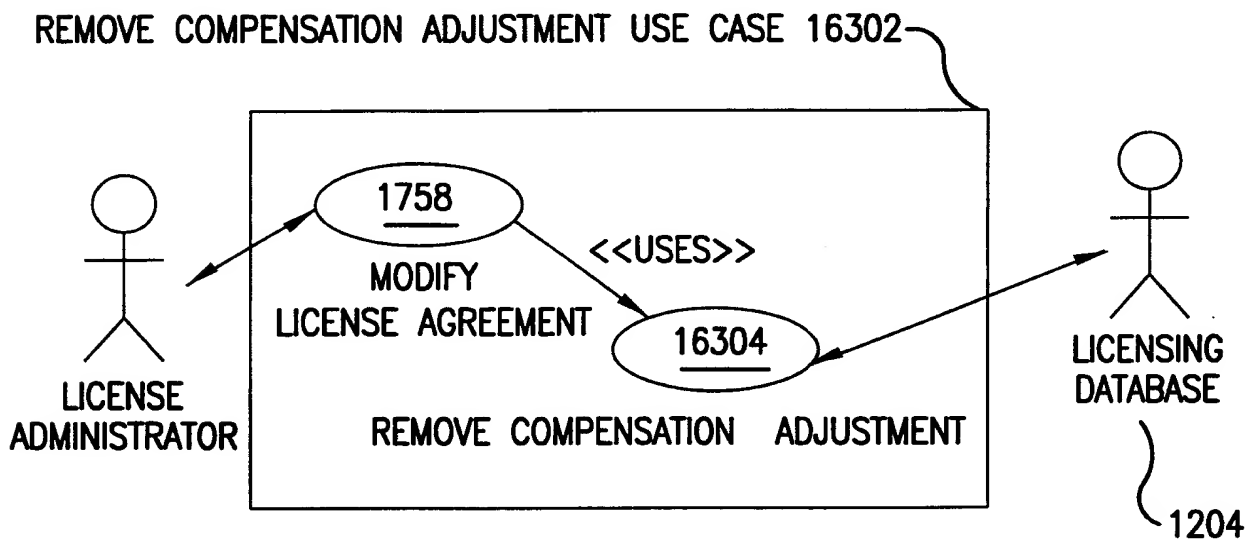 REMOVE COMPENSATION ADJUSTMENT USE CASE 16302
1758
<<USES>>
MODIFY
LICENSE AGREEMENT
16304
LICENSE
ADMINISTRATOR
REMOVE COMPENSATION ADJUSTMENT
LICENSING
DATABASE
1204